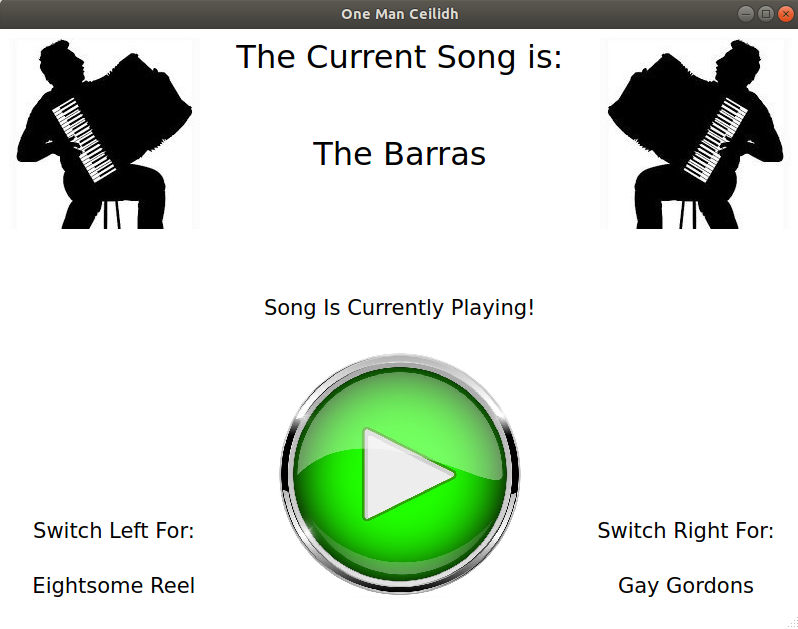 One Man Ceilidh
The Current Song is:
The Barras
Song Is Currently Playing!
Switch Left For:
Eightsome Reel
Switch Right For:
Gay Gordons